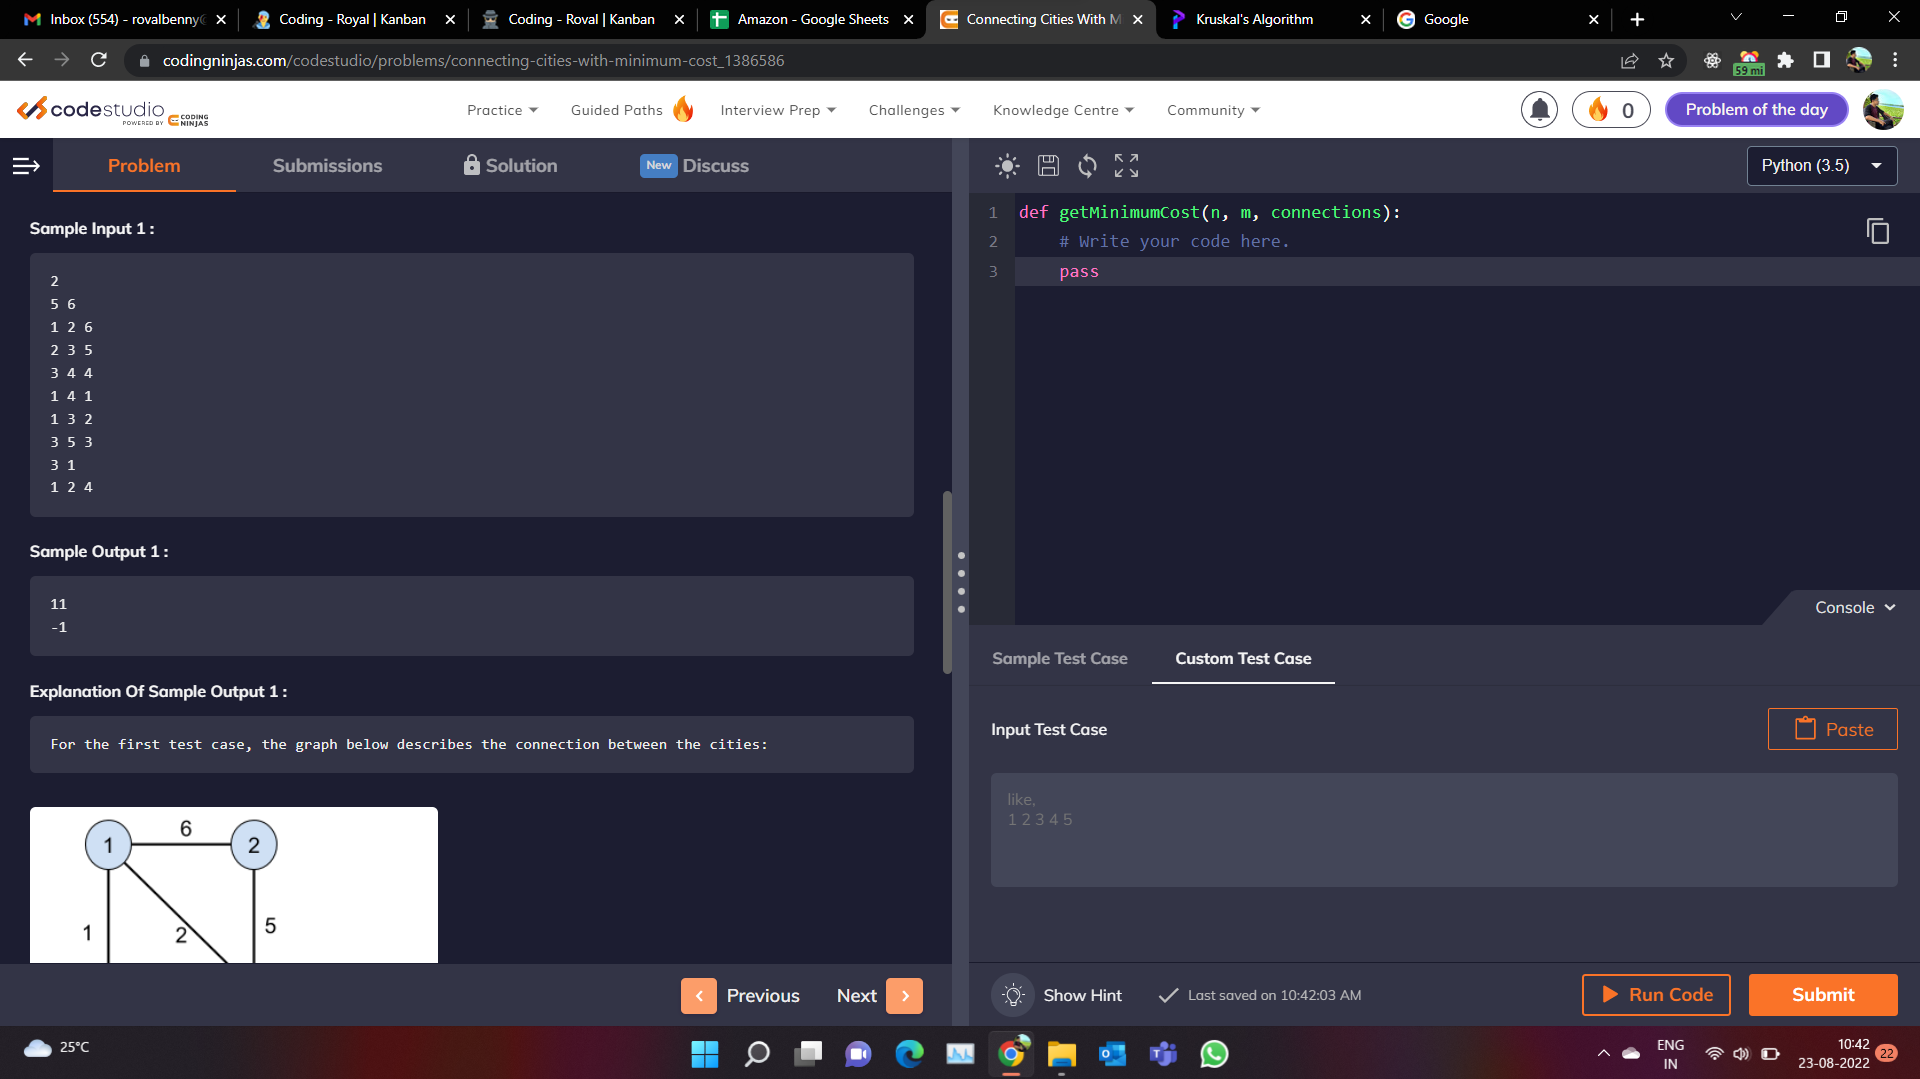 Inbox (554) - rovalbenny
Coding - Royal | Kanban
Coding - Roval | Kanban
Amazon - Google Sheets
Connecting Cities With M
Kruskal's Algorithm
Google
codingninjas.com/codestudio/problems/connecting-cities-with-minimum-cost_1386586
59 mi
codestudio
POWERED BY CODING NINJAS
Practice
Guided Paths
Interview Prep
Challenges
Knowledge Centre
Community
0
Problem of the day
Problem
Submissions
Solution
New Discuss
Python (3.5)
Sample Input 1 :
2
5 6
1 2 6
2 3 5
3 4 4
1 4 1
1 3 2
3 5 3
3 1
1 2 4
Sample Output 1 :
11
-1
Explanation Of Sample Output 1 :
For the first test case, the graph below describes the connection between the cities:
1
6
2
1
2
5
Previous
Next
1 def getMinimumCost(n, m, connections):
2 # Write your code here.
3 pass
Console
Sample Test Case
Custom Test Case
Input Test Case
Paste
like,
1 2 3 4 5
Show Hint
Last saved on 10:42:03 AM
Run Code
Submit
25°C
ENG
IN
10:42
23-08-2022
22